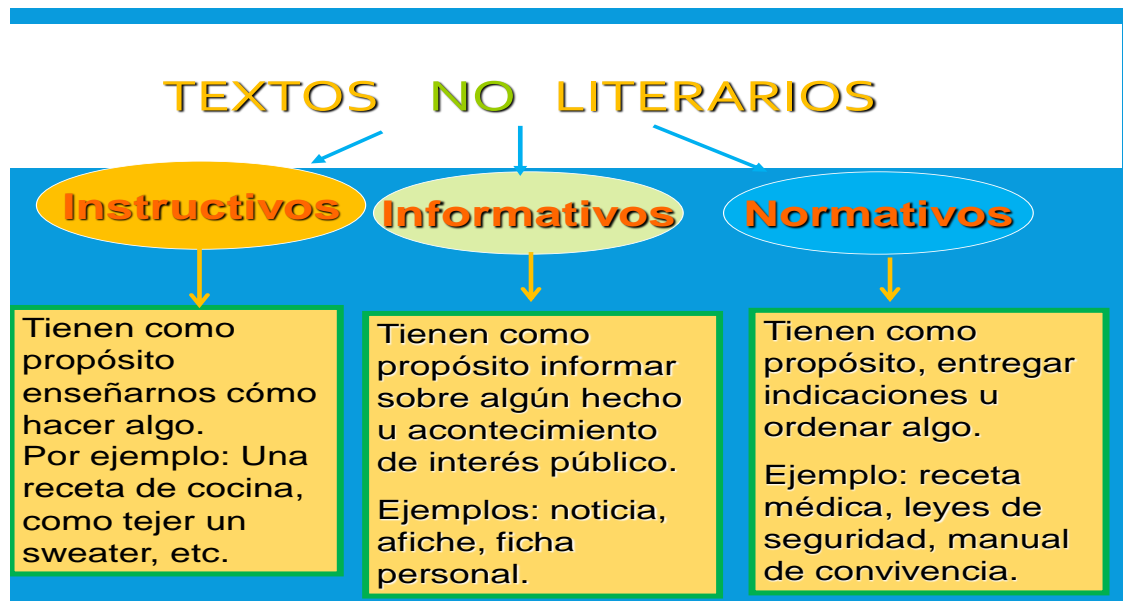 TEXTOS NO LITERARIOS
Instructivos
Informativos
Normativos
Tienen como
propósito
enseñarnos cómo
hacer algo.
Por ejemplo: Una
receta de cocina,
como tejer un
sweater, etc.
Tienen como
propósito informar
sobre algún hecho
u acontecimiento
de interés público.
Ejemplos: noticia,
afiche, ficha
personal.
Tienen como
propósito, entregar
indicaciones u
ordenar algo.
Ejemplo: receta
médica, leyes de
seguridad, manual
de convivencia.